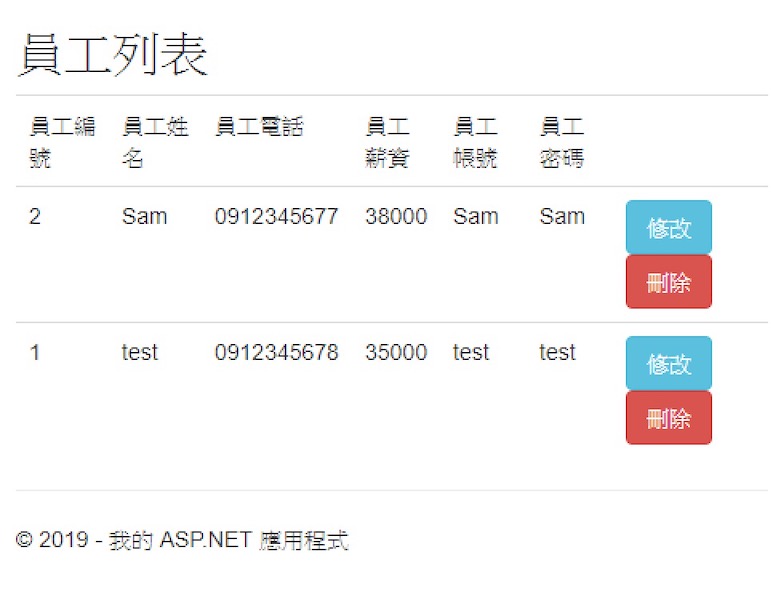 員工列表
員工編 員工姓 員工電話 員工 員工 員工
號 名 薪資 帳號 密碼
2 Sam 0912345677 38000 Sam Sam 修改
刪除
1 test 0912345678 35000 test test 修改
刪除
© 2019 - 我的 ASP.NET 應用程式